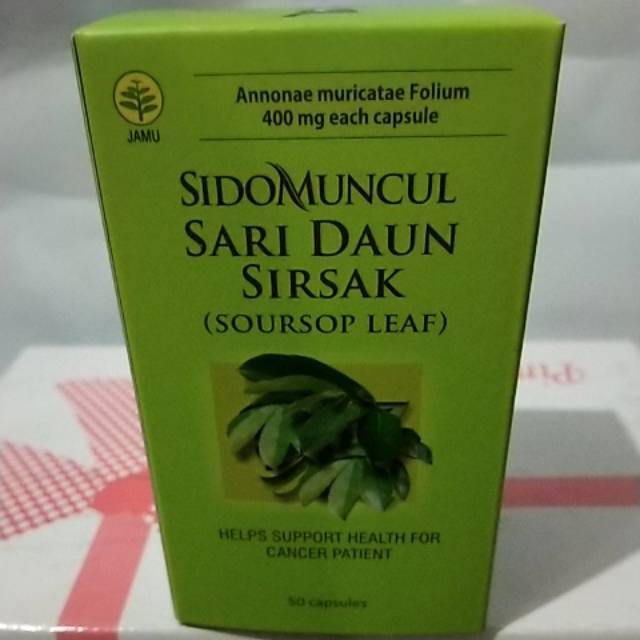 JAMU
Annonae muricatae Folium
400 mg each capsule
SIDOMUNCUL
SARI DAUN
SIRSAK
(SOURSOP LEAF)
HELPS SUPPORT HEALTH FOR
CANCER PATIENT
50 capsules